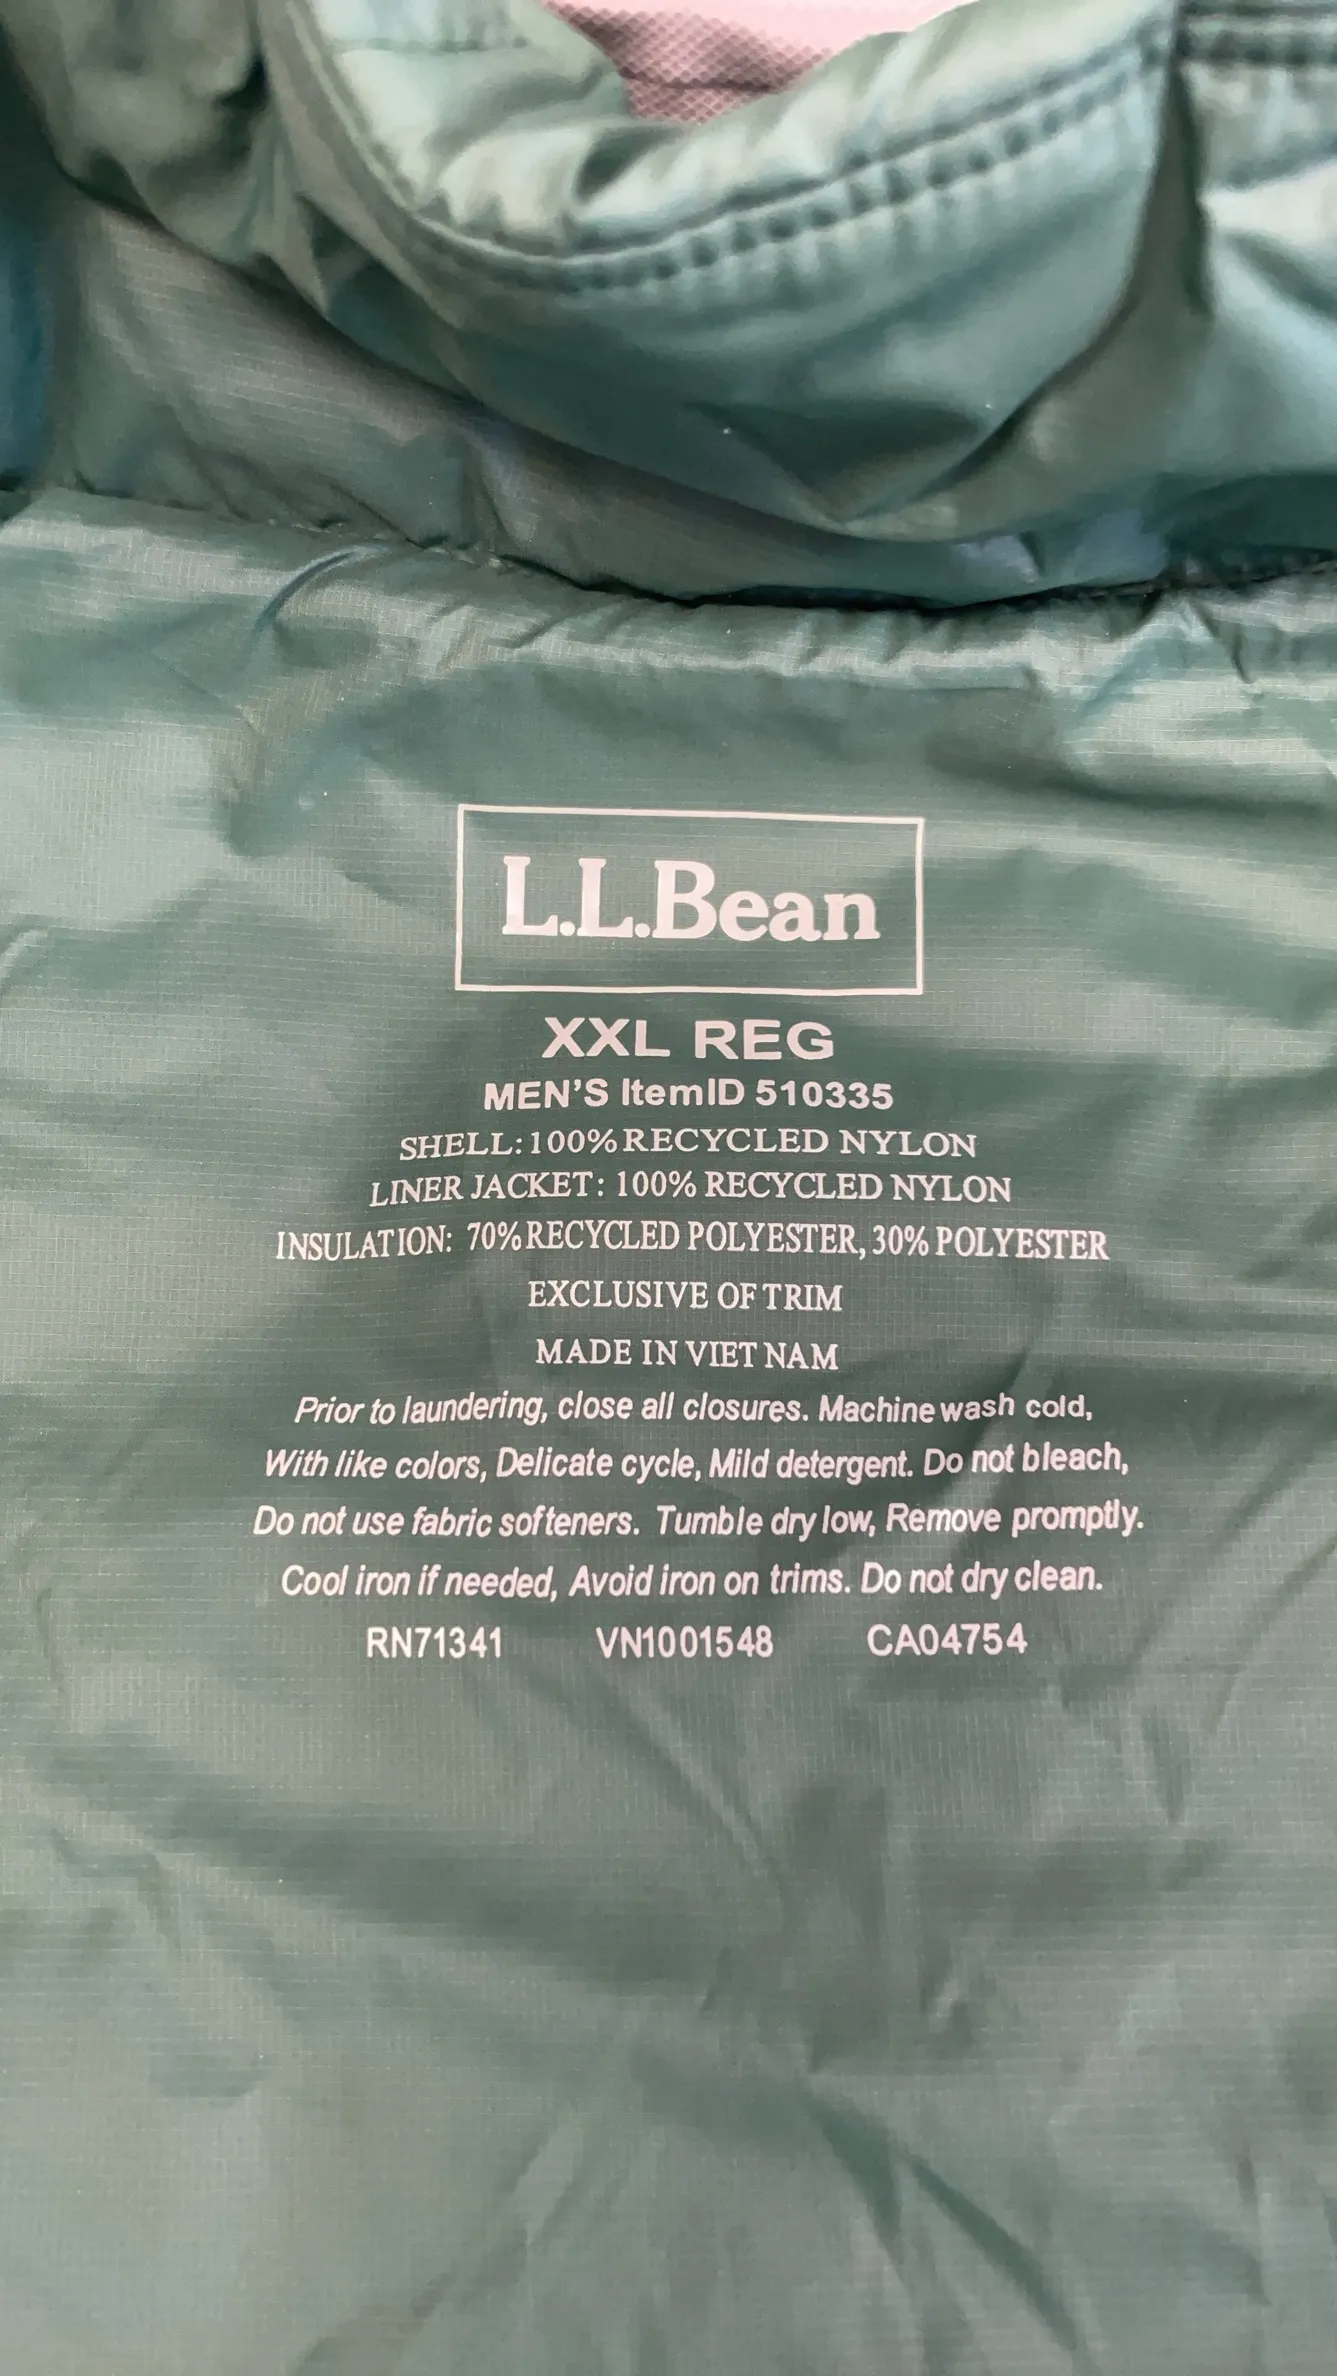 L.L.Bean
XXL REG
MEN'S ItemID 510335
SHELL: 100% RECYCLED NYLON
LINER JACKET: 100% RECYCLED NYLON
INSULATION: 70% RECYCLED POLYESTER, 30% POLYESTER
EXCLUSIVE OF TRIM
MADE IN VIET NAM
Prior to laundering, close all closures. Machine wash cold,
With like colors, Delicate cycle, Mild detergent. Do not bleach,
Do not use fabric softeners. Tumble dry low, Remove promptly.
Cool iron if needed, Avoid iron on trims. Do not dry clean.
RN71341 VN1001548 CA04754